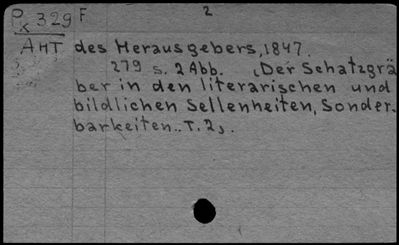 Pk 329 F 2
AHT des Herausgebers, 1847.
279 s. 2 Abb. (Der Schatzgrä
ber in den literarischen und
bildlichen Sellenheiten, Sonder.
barkeiten.. T. 2).